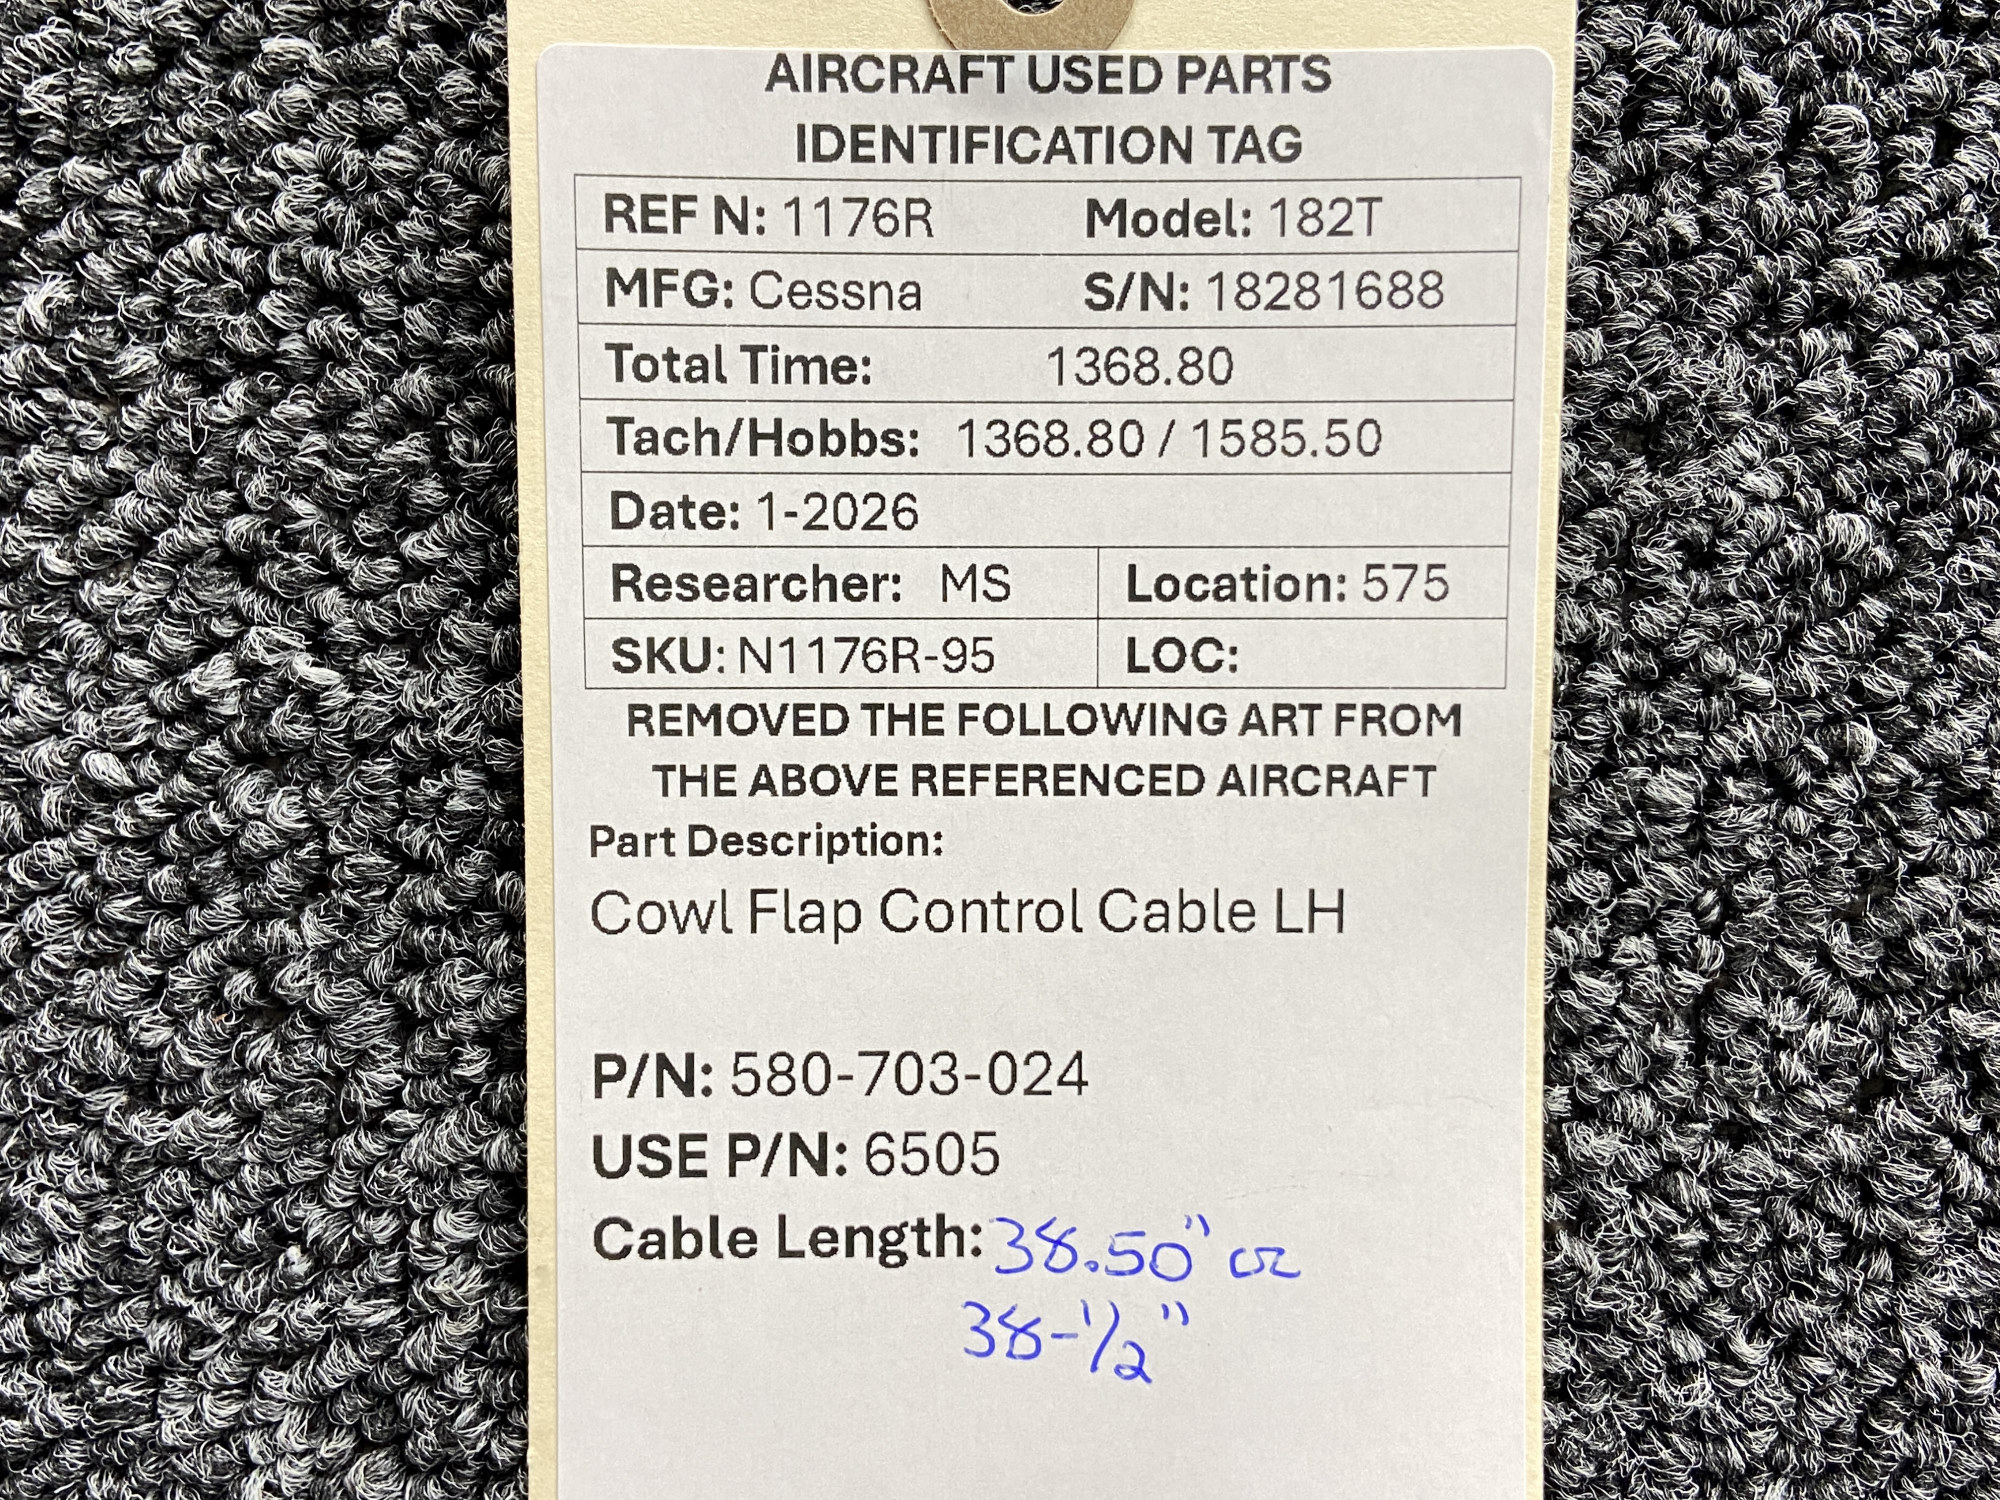 AIRCRAFT USED PARTS
IDENTIFICATION TAG
REF N: 1176R Model: 182T
MFG: Cessna S/N: 18281688
Total Time: 1368.80
Tach/Hobbs: 1368.80 / 1585.50
Date: 1-2026
Researcher: MS Location: 575
SKU: N1176R-95 LOC:
REMOVED THE FOLLOWING ART FROM
THE ABOVE REFERENCED AIRCRAFT
Part Description:
Cowl Flap Control Cable LH
P/N: 580-703-024
USE P/N: 6505
Cable Length: 38.50" or
38-1/2"